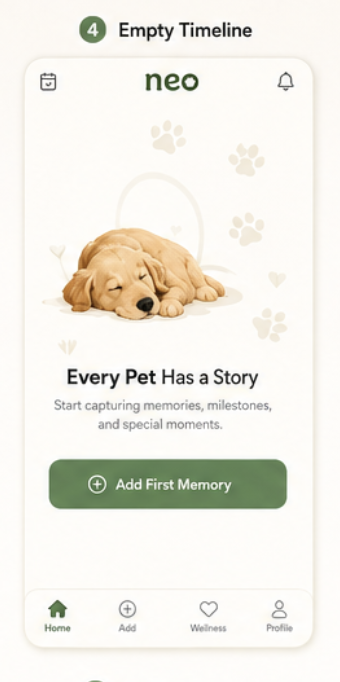 4 Empty Timeline
neo
Every Pet Has a Story
Start capturing memories, milestones,
and special moments.
Add First Memory
Home Add Wellness Profile